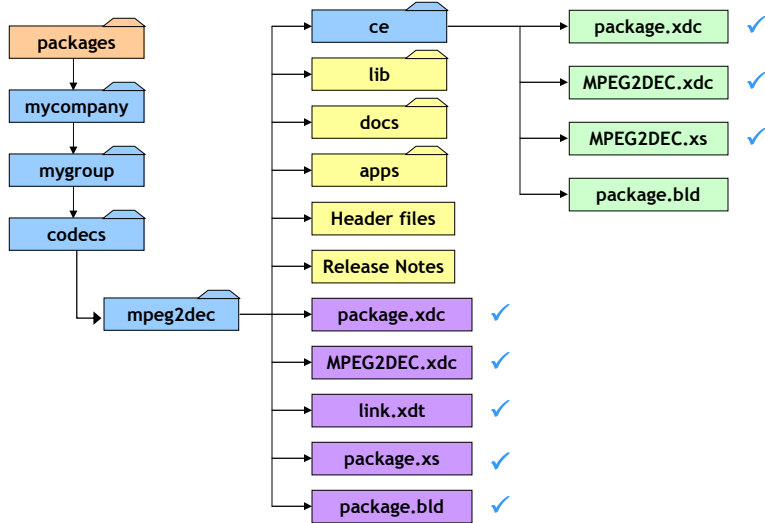 packages
mycompany
mygroup
codecs
mpeg2dec
ce
lib
docs
apps
Header files
Release Notes
package.xdc
MPEG2DEC.xdc
link.xdt
package.xs
package.bld
package.xdc
MPEG2DEC.xdc
MPEG2DEC.xs
package.bld